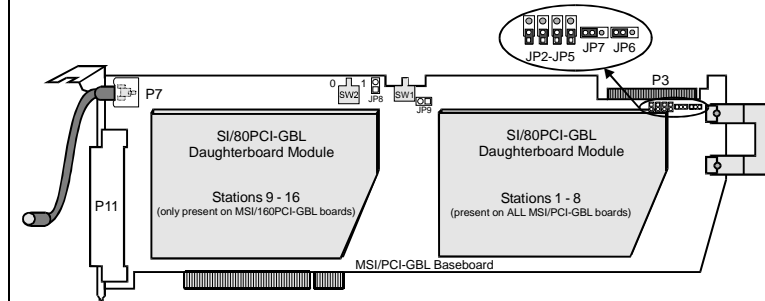 JP2-JP5 JP7 JP6
P7
0 1
SW2
JP8
SW1
JP9
P3
SI/80PCI-GBL
Daughterboard Module
Stations 9 - 16
(only present on MSI/160PCI-GBL boards)
SI/80PCI-GBL
Daughterboard Module
Stations 1 - 8
(present on ALL MSI/PCI-GBL boards)
P11
MSI/PCI-GBL Baseboard